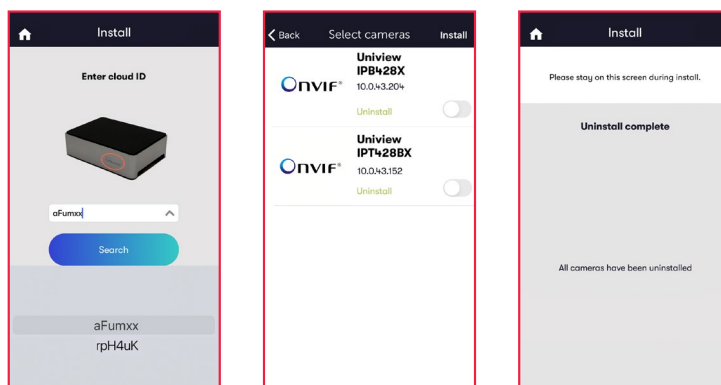 Install
Enter cloud ID
aFumxx
Search
aFumxx
rpH4uK
Back Select cameras Install
Uniview
IPB428X
ONVIF®
10.0.43.204
Uninstall
Uniview
IPT428BX
ONVIF®
10.0.43.152
Uninstall
Install
Please stay on this screen during install.
Uninstall complete
All cameras have been uninstalled